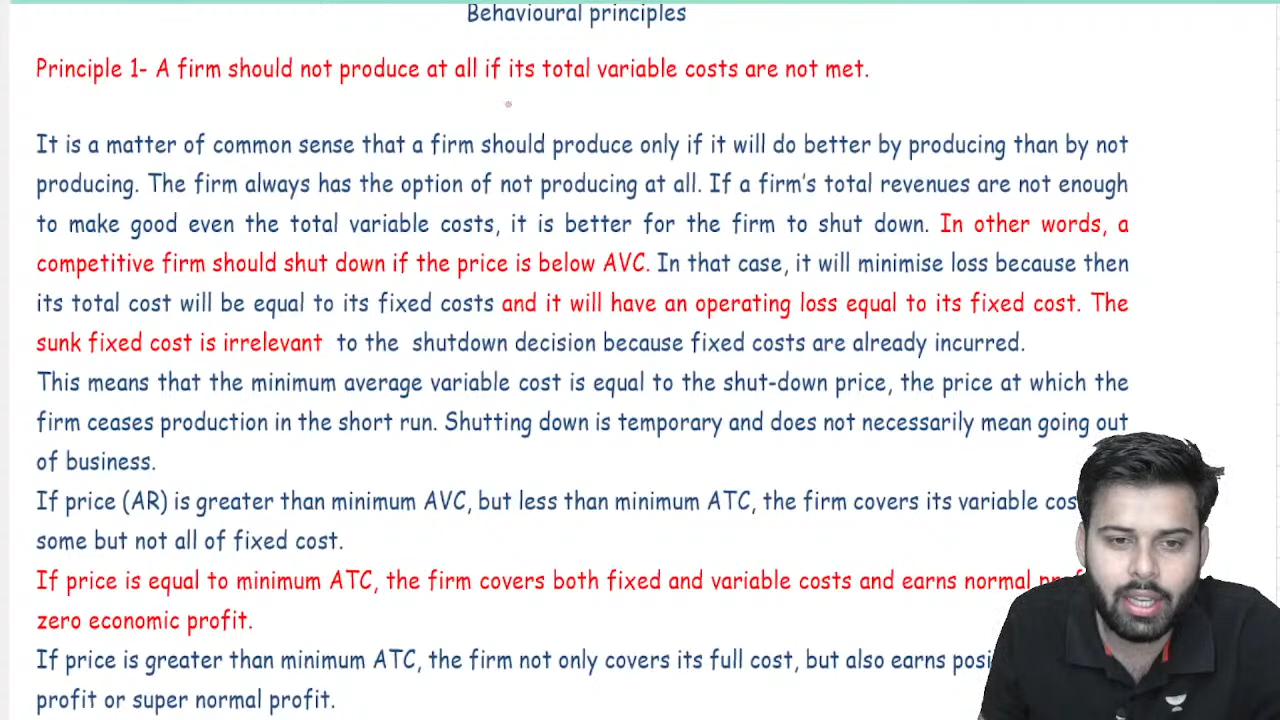 Behavioural principles
Principle 1- A firm should not produce at all if its total variable costs are not met.
It is a matter of common sense that a firm should produce only if it will do better by producing than by not
producing. The firm always has the option of not producing at all. If a firm's total revenues are not enough
to make good even the total variable costs, it is better for the firm to shut down. In other words, a
competitive firm should shut down if the price is below AVC. In that case, it will minimise loss because then
its total cost will be equal to its fixed costs and it will have an operating loss equal to its fixed cost. The
sunk fixed cost is irrelevant to the shutdown decision because fixed costs are already incurred.
This means that the minimum average variable cost is equal to the shut-down price, the price at which the
firm ceases production in the short run. Shutting down is temporary and does not necessarily mean going out
of business.
If price (AR) is greater than minimum AVC, but less than minimum ATC, the firm covers its variable
some but not all of fixed cost.
If price is equal to minimum ATC, the firm covers both fixed and variable costs and earns normal
zero economic profit.
If price is greater than minimum ATC, the firm not only covers its full cost, but also earns
profit or super normal profit.